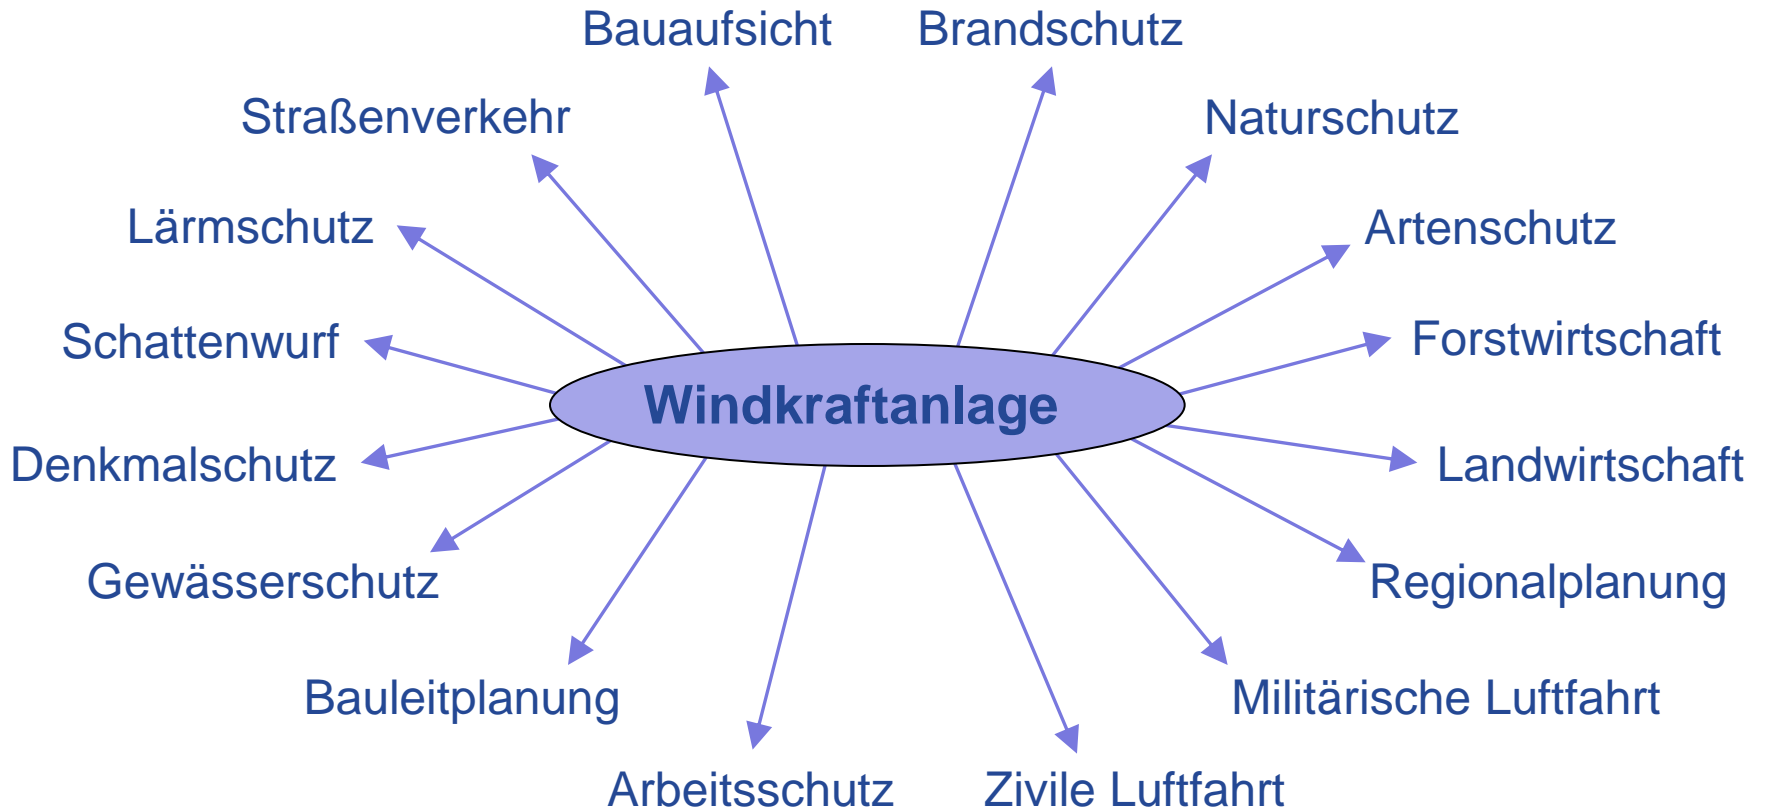 Bauaufsicht
Brandschutz
Straßenverkehr
Naturschutz
Lärmschutz
Artenschutz
Schattenwurf
Forstwirtschaft
Windkraftanlage
Denkmalschutz
Landwirtschaft
Gewässerschutz
Regionalplanung
Bauleitplanung
Militärische Luftfahrt
Arbeitsschutz
Zivile Luftfahrt